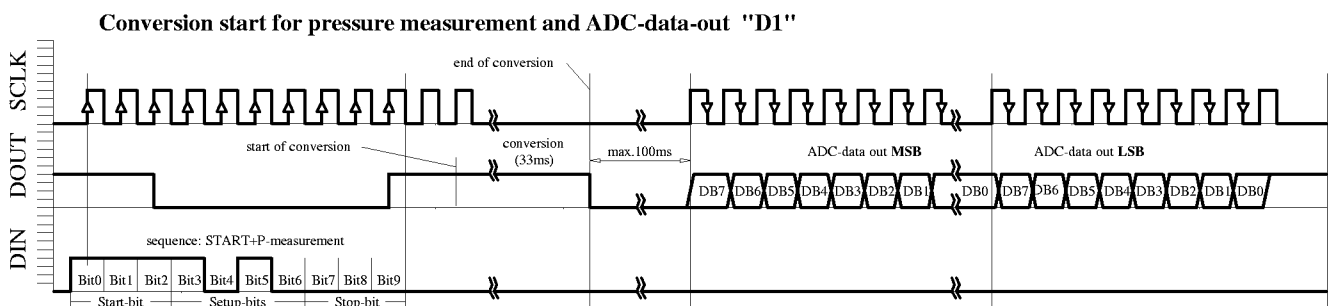 Conversion start for pressure measurement and ADC-data-out "D1"
SCLK
end of conversion
DOUT
start of conversion
conversion
(33ms)
max.100ms
ADC-data out MSB
ADC-data out LSB
DB7 DB6 DB5 DB4 DB3 DB2 DB1 DB0 DB7 DB6 DB5 DB4 DB3 DB2 DB1 DB0
DIN
sequence: START+P-measurement
Bit0 Bit1 Bit2 Bit3 Bit4 Bit5 Bit6 Bit7 Bit8 Bit9
Start-bit Setup-bits Stop-bit